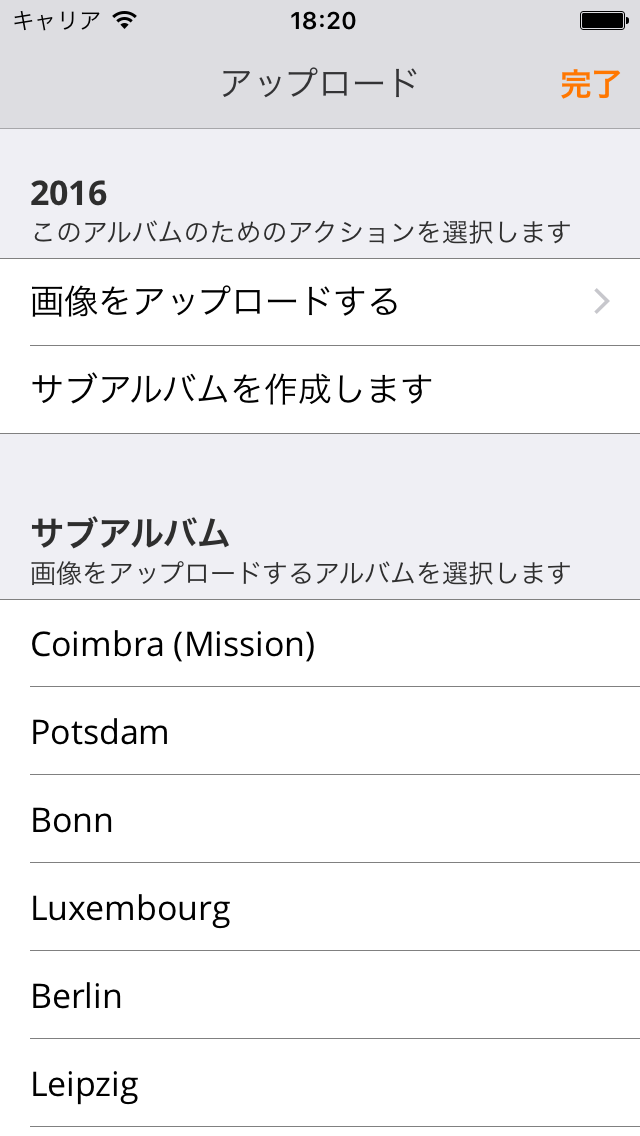 キャリア 18:20
アップロード 完了
2016
このアルバムのためのアクションを選択します
画像をアップロードする
サブアルバムを作成します
サブアルバム
画像をアップロードするアルバムを選択します
Coimbra (Mission)
Potsdam
Bonn
Luxembourg
Berlin
Leipzig